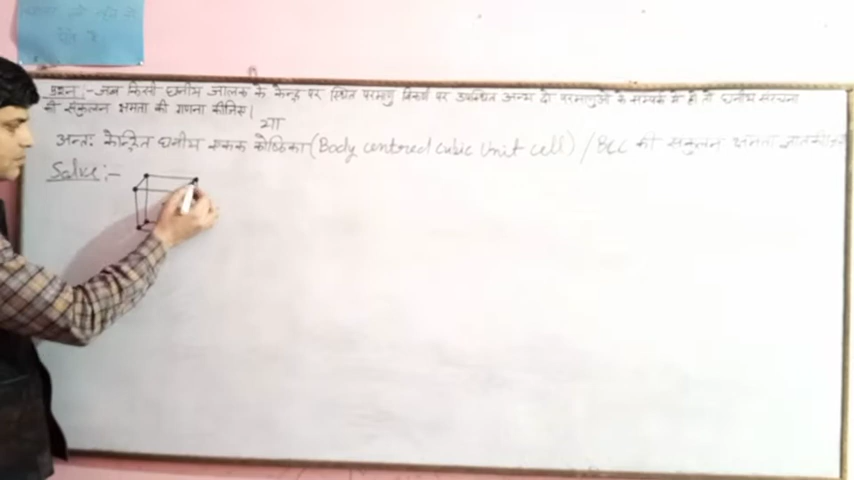 प्रश्न :- जब किसी घनीय जालक के केन्द्र पर स्थित परमाणु विकर्ण पर उपस्थित अन्य दो परमाणुओं के सम्पर्क में हो तो घनीय संरचना
की संकुलन क्षमता की गणना कीजिए।
या
अन्तः केन्द्रित घनीय एकक कोष्ठिका (Body centored cubic Unit cell) / BCC की संकुलन क्षमता ज्ञात कीजिए
Solve :-